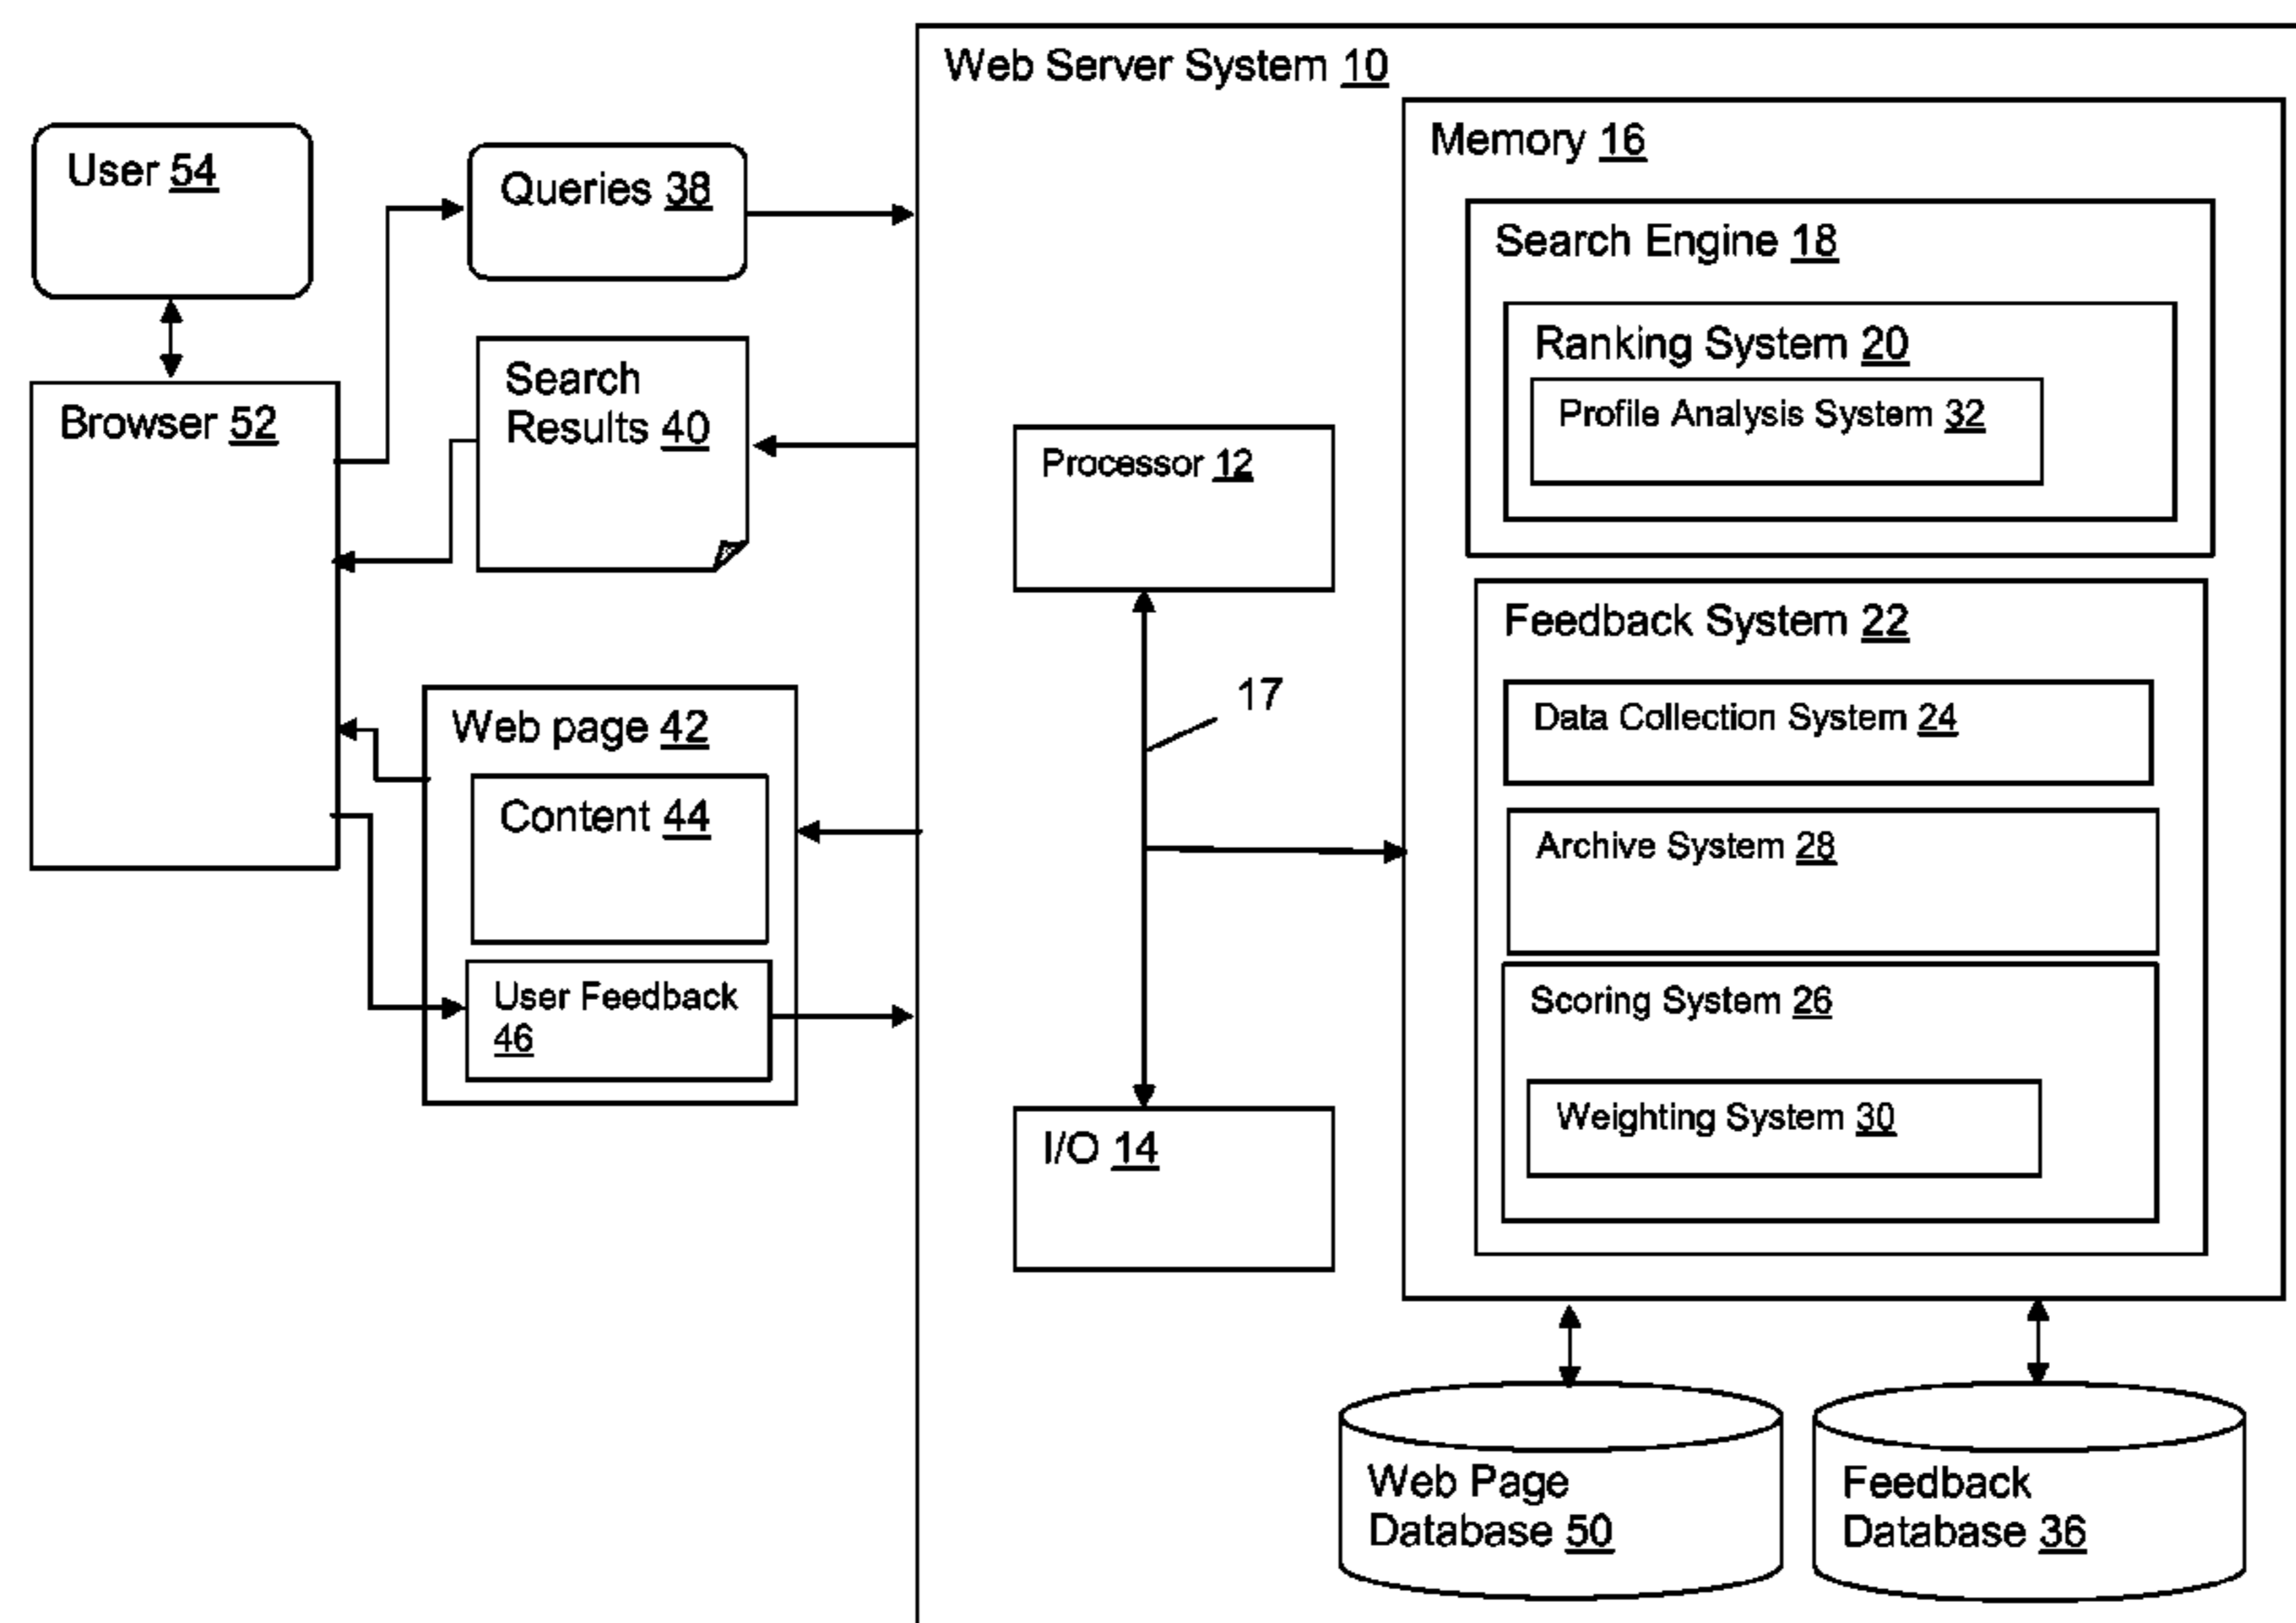 Web Server System 10
User 54
Queries 38
Memory 16
Search Engine 18
Ranking System 20
Profile Analysis System 32
Browser 52
Search
Results 40
Processor 12
Feedback System 22
Data Collection System 24
17
Web page 42
Content 44
Archive System 28
User Feedback
46
Scoring System 26
Weighting System 30
I/O 14
Web Page
Database 50
Feedback
Database 36